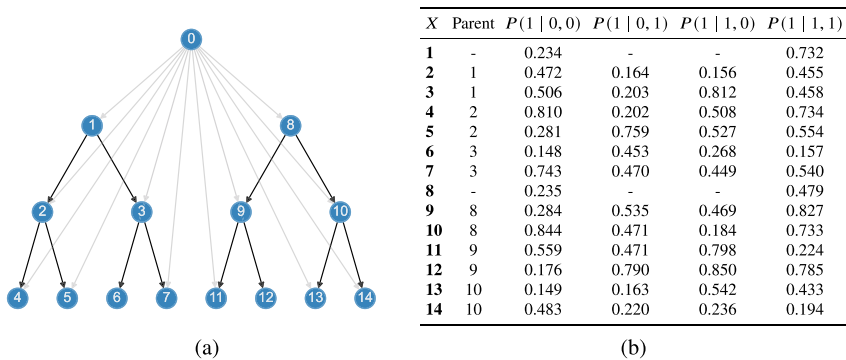 0
1 8
2 3 9 10
4 5 6 7 11 12 13 14
(a)
X Parent P(1 | 0, 0) P(1 | 0, 1) P(1 | 1, 0) P(1 | 1, 1)
1 - 0.234 - - 0.732
2 1 0.472 0.164 0.156 0.455
3 1 0.506 0.203 0.812 0.458
4 2 0.810 0.202 0.508 0.734
5 2 0.281 0.759 0.527 0.554
6 3 0.148 0.453 0.268 0.157
7 3 0.743 0.470 0.449 0.540
8 - 0.235 - - 0.479
9 8 0.284 0.535 0.469 0.827
10 8 0.844 0.471 0.184 0.733
11 9 0.559 0.471 0.798 0.224
12 9 0.176 0.790 0.850 0.785
13 10 0.149 0.163 0.542 0.433
14 10 0.483 0.220 0.236 0.194
(b)